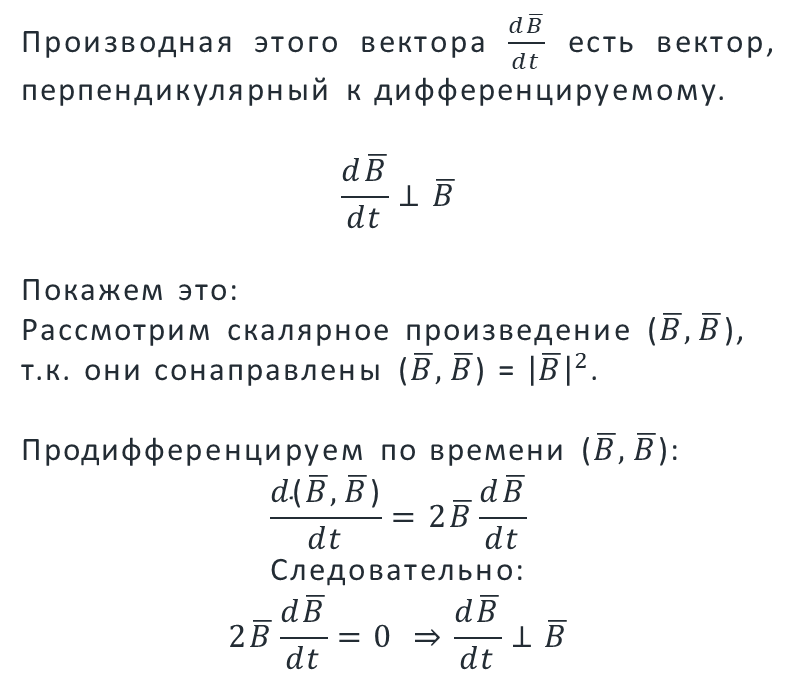 Производная этого вектора $\frac{d\overline{B}}{dt}$ есть вектор,
перпендикулярный к дифференцируемому.
$\frac{d\overline{B}}{dt} \perp \overline{B}$
Покажем это:
Рассмотрим скалярное произведение $(\overline{B}, \overline{B})$,
т.к. они сонаправлены $(\overline{B}, \overline{B}) = |\overline{B}|^2$.
Продифференцируем по времени $(\overline{B}, \overline{B})$:
$\frac{d.(\overline{B}, \overline{B})}{dt} = 2\overline{B}\frac{d\overline{B}}{dt}$
Следовательно:
$2\overline{B}\frac{d\overline{B}}{dt} = 0 \Rightarrow \frac{d\overline{B}}{dt} \perp \overline{B}$